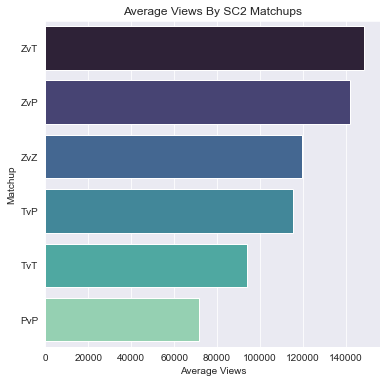 Average Views By SC2 Matchups
Matchup
ZvT
ZvP
ZvZ
TvP
TvT
PvP
0 20000 40000 60000 80000 100000 120000 140000
Average Views